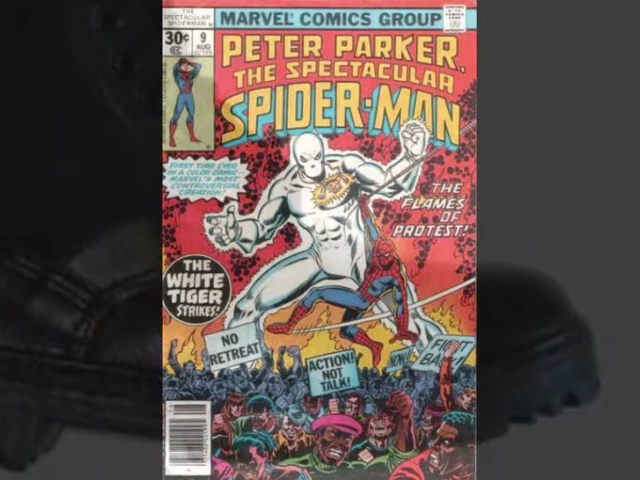 THE
SPECTACULAR
SPIDERMAN
MARVEL COMICS GROUP
30¢
9
AUG
PETER PARKER,
THE SPECTACULAR
SPIDER-MAN
FIRST TIME EVER
IN A COLOR COMIC—
MARVEL'S MOST
CONTROVERSIAL
CREATION!
THE
FLAMES
OF
PROTEST!
THE
WHITE
TIGER
STRIKES!
NO
RETREAT
ACTION!
NOT
TALK!
NOW!
FIGHT
BACK!